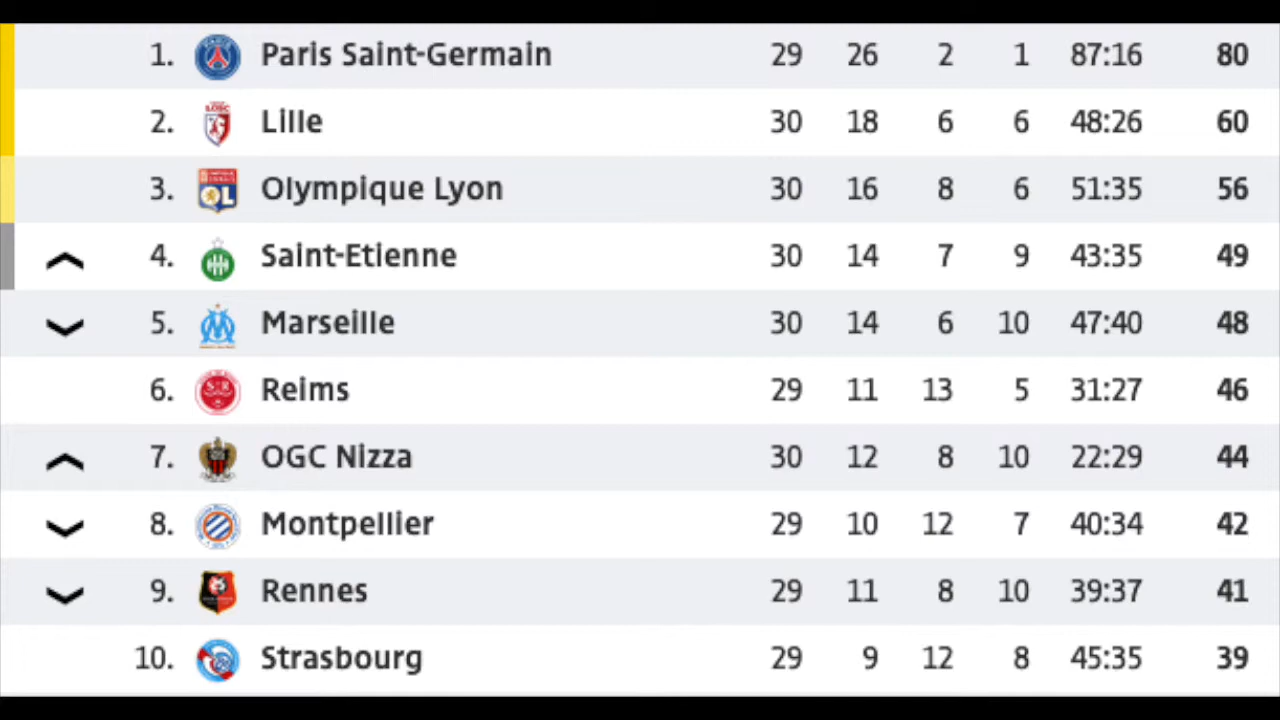 1. Paris Saint-Germain 29 26 2 1 87:16 80
2. Lille 30 18 6 6 48:26 60
3. Olympique Lyon 30 16 8 6 51:35 56
4. Saint-Etienne 30 14 7 9 43:35 49
5. Marseille 30 14 6 10 47:40 48
6. Reims 29 11 13 5 31:27 46
7. OGC Nizza 30 12 8 10 22:29 44
8. Montpellier 29 10 12 7 40:34 42
9. Rennes 29 11 8 10 39:37 41
10. Strasbourg 29 9 12 8 45:35 39